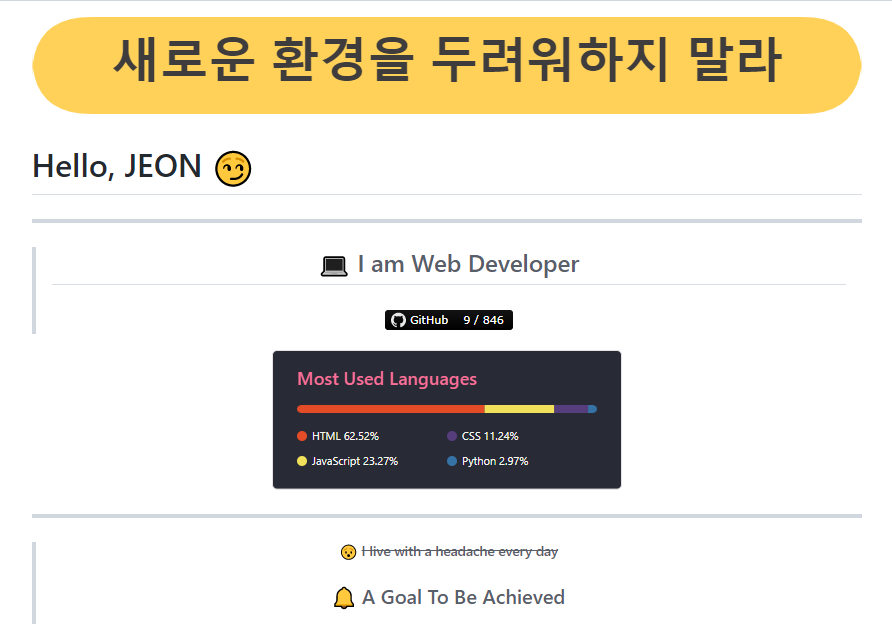 새로운 환경을 두려워하지 말라
Hello, JEON 😏
💻 I am Web Developer
GitHub 9 / 846
Most Used Languages
HTML 62.52% CSS 11.24%
JavaScript 23.27% Python 2.97%
😮 I live with a headache every day
🔔 A Goal To Be Achieved